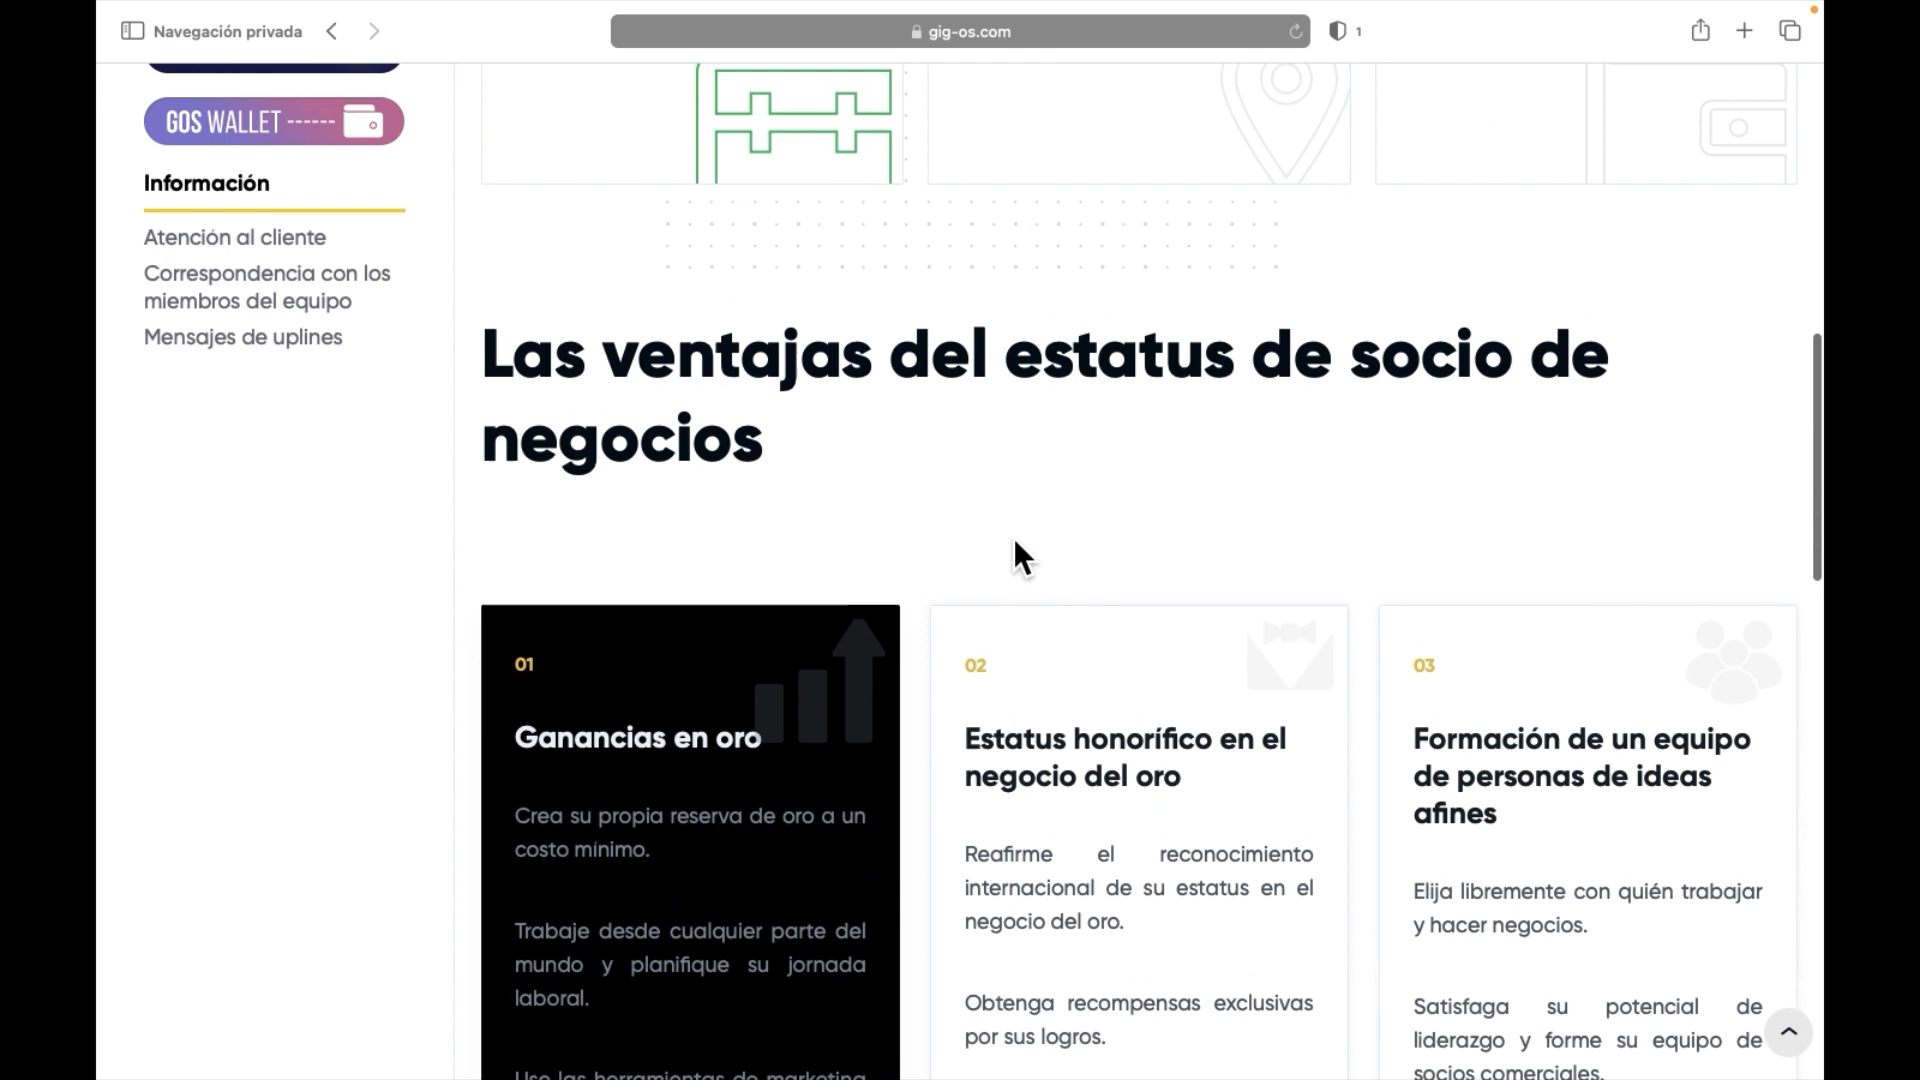 Navegación privada
gig-os.com
1
GOS WALLET ------
Información
Atención al cliente
Correspondencia con los
miembros del equipo
Mensajes de uplines
Las ventajas del estatus de socio de
negocios
01
Ganancias en oro
Crea su propia reserva de oro a un
costo mínimo.
Trabaje desde cualquier parte del
mundo y planifique su jornada
laboral.
Use las herramientas de marketing
02
Estatus honorífico en el
negocio del oro
Reafirme el reconocimiento
internacional de su estatus en el
negocio del oro.
Obtenga recompensas exclusivas
por sus logros.
03
Formación de un equipo
de personas de ideas
afines
Elija libremente con quién trabajar
y hacer negocios.
Satisfaga su potencial de
liderazgo y forme su equipo de
socios comerciales.